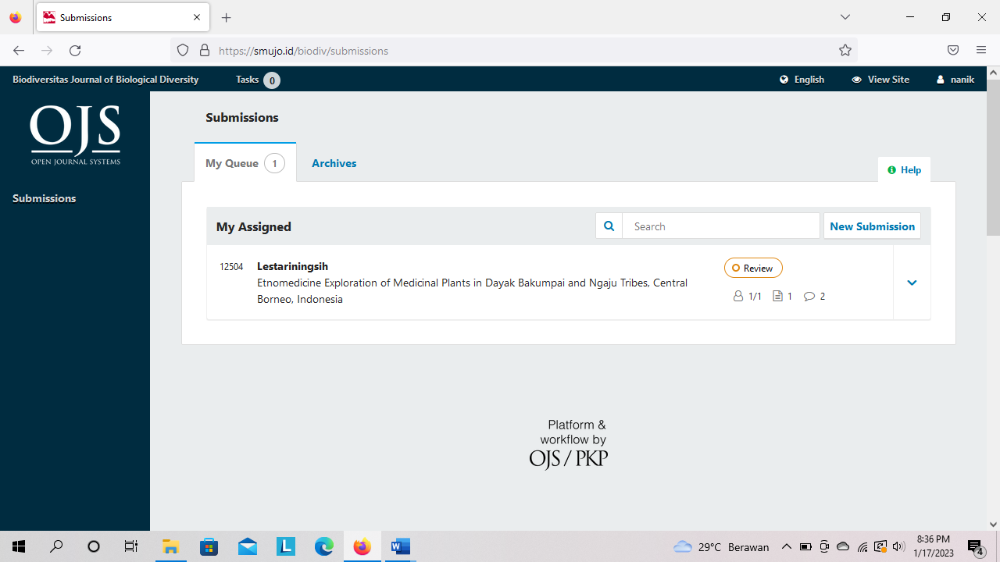 Submissions
https://smujo.id/biodiv/submissions
Biodiversitas Journal of Biological Diversity Tasks 0 English View Site nanik
OJS
OPEN JOURNAL SYSTEMS
Submissions
Submissions
My Queue 1 Archives
Help
My Assigned Search New Submission
12504 Lestariningsih Review
Etnomedicine Exploration of Medicinal Plants in Dayak Bakumpai and Ngaju Tribes, Central
Borneo, Indonesia
1/1 1 2
Platform &
workflow by
OJS / PKP
29°C Berawan
8:36 PM
1/17/2023
4